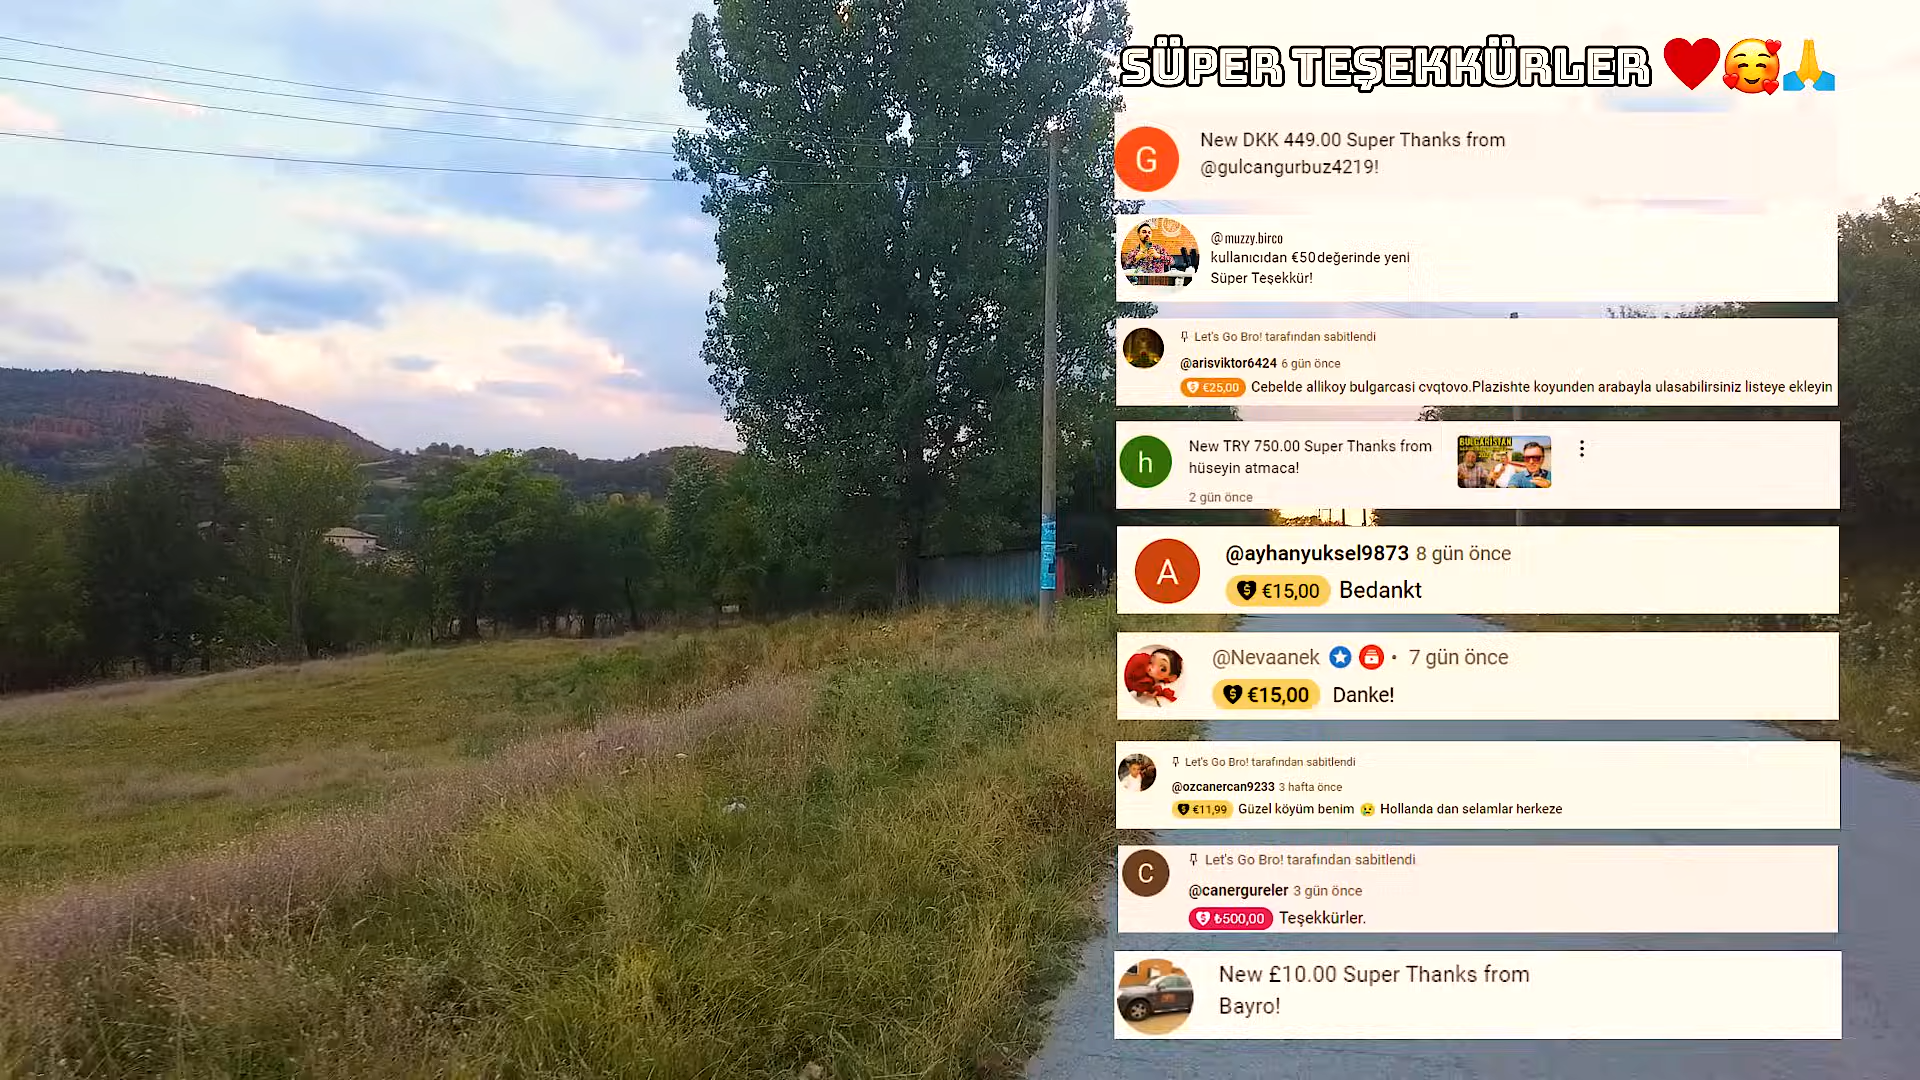 SÜPER TEŞEKKÜRLER ❤️🥰🙏
G
New DKK 449.00 Super Thanks from
@gulcangurbuz4219!
@muzzy.birco
kullanıcıdan €50 değerinde yeni
Süper Teşekkür!
Let's Go Bro! tarafından sabitlendi
@arisviktor6424 6 gün önce
€25,00 Cebelde allikoy bulgarcasi cvqtovo.Plazishte koyunden arabayla ulasabilirsiniz listeye ekleyin
h
New TRY 750.00 Super Thanks from
hüseyin atmaca!
2 gün önce
BULGARİSTAN
A
@ayhanyuksel9873 8 gün önce
€15,00 Bedankt
@Nevaanek • 7 gün önce
€15,00 Danke!
Let's Go Bro! tarafından sabitlendi
@ozcanercan9233 3 hafta önce
€11,99 Güzel köyüm benim 😢 Hollanda dan selamlar herkeze
C
Let's Go Bro! tarafından sabitlendi
@canergureler 3 gün önce
₺500,00 Teşekkürler.
New £10.00 Super Thanks from
Bayro!